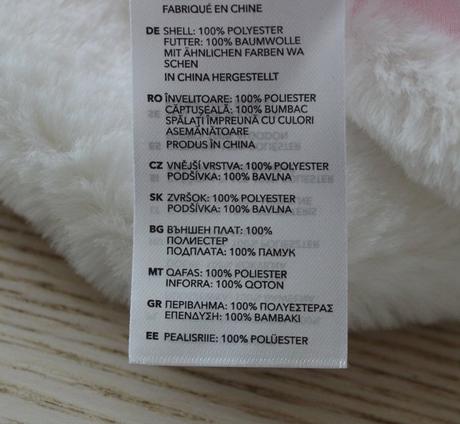 FABRIQUÉ EN CHINE
DE SHELL: 100% POLYESTER
FUTTER: 100% BAUMWOLLE
MIT ÄHNLICHEN FARBEN WA
SCHEN
IN CHINA HERGESTELLT
RO ÎNVELITOARE: 100% POLIESTER
CĂPTUȘEALĂ: 100% BUMBAC
SPĂLAȚI ÎMPREUNĂ CU CULORI
ASEMĂNĂTOARE
PRODUS ÎN CHINA
CZ VNĚJŠÍ VRSTVA: 100% POLYESTER
PODŠÍVKA: 100% BAVLNA
SK ZVRŠOK: 100% POLYESTER
PODŠÍVKA: 100% BAVLNA
BG ВЪНШЕН ПЛАТ: 100%
ПОЛИЕСТЕР
ПОДПЛАТА: 100% ПАМУК
MT QAFAS: 100% POLIESTER
INFORRA: 100% QOTON
GR ΠΕΡΙΒΛΗΜΑ: 100% ΠΟΛΥΕΣΤΕΡΑΣ
ΕΠΕΝΔΥΣΗ: 100% ΒΑΜΒΑΚΙ
EE PEALISRIIE: 100% POLÜESTER